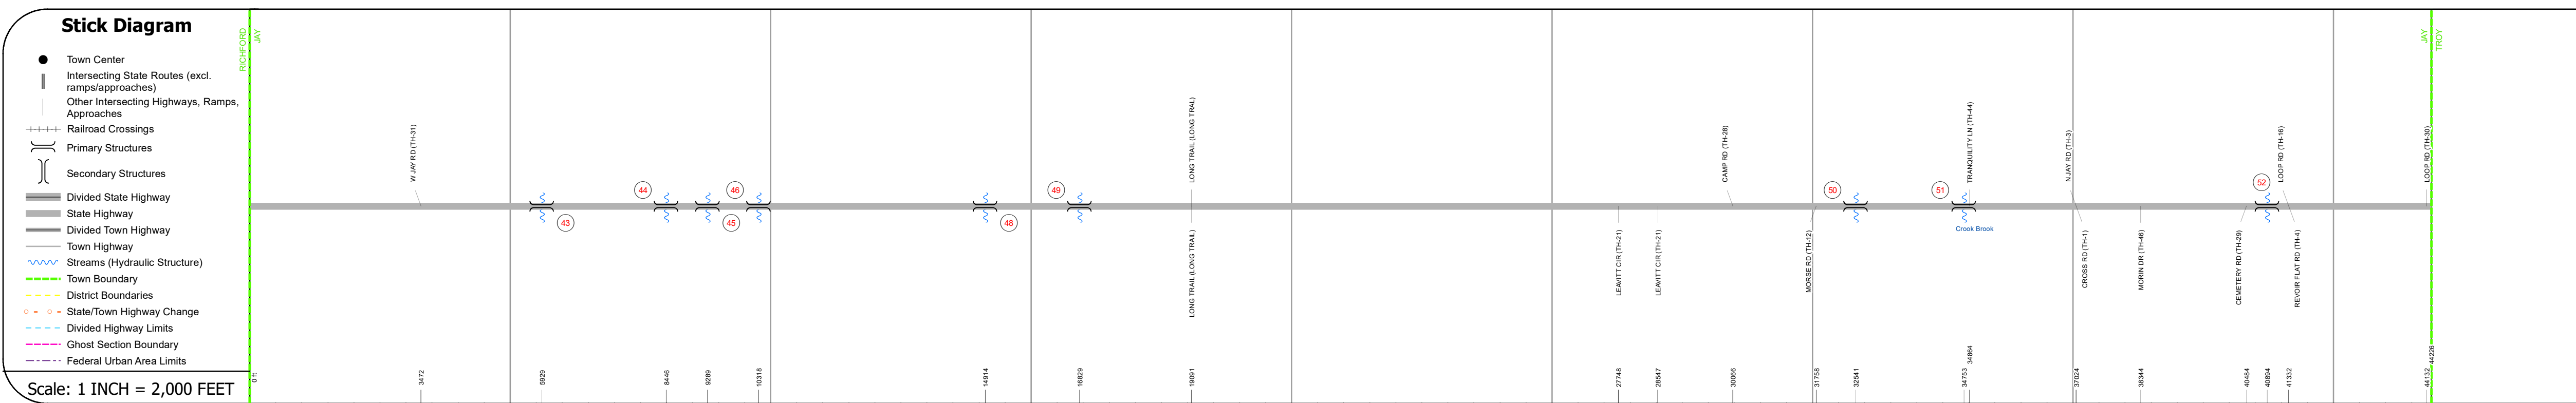 Stick Diagram
Town Center
Intersecting State Routes (excl.
ramps/approaches)
Other Intersecting Highways, Ramps,
Approaches
Railroad Crossings
Primary Structures
Secondary Structures
Divided State Highway
State Highway
Divided Town Highway
Town Highway
Streams (Hydraulic Structure)
Town Boundary
District Boundaries
State/Town Highway Change
Divided Highway Limits
Ghost Section Boundary
Federal Urban Area Limits
Scale: 1 INCH = 2,000 FEET
RICHFORD
JAY
JAY
TROY
W JAY RD (TH-31)
LONG TRAIL (LONG TRAIL)
CAMP RD (TH-28)
TRANQUILITY LN (TH-44)
N JAY RD (TH-3)
LOOP RD (TH-16)
LOOP RD (TH-30)
44
46
49
50
51
52
43
45
48
Crook Brook
LONG TRAIL (LONG TRAIL)
LEAVITT CIR (TH-21)
LEAVITT CIR (TH-21)
MORSE RD (TH-12)
CROSS RD (TH-1)
MORIN DR (TH-46)
CEMETERY RD (TH-29)
REVOIR FLAT RD (TH-4)
0 ft
3472
5929
8446
9289
10318
14914
16829
19091
27748
28547
30066
31758
32541
34753
34864
37024
38344
40484
40894
41332
44132
44226